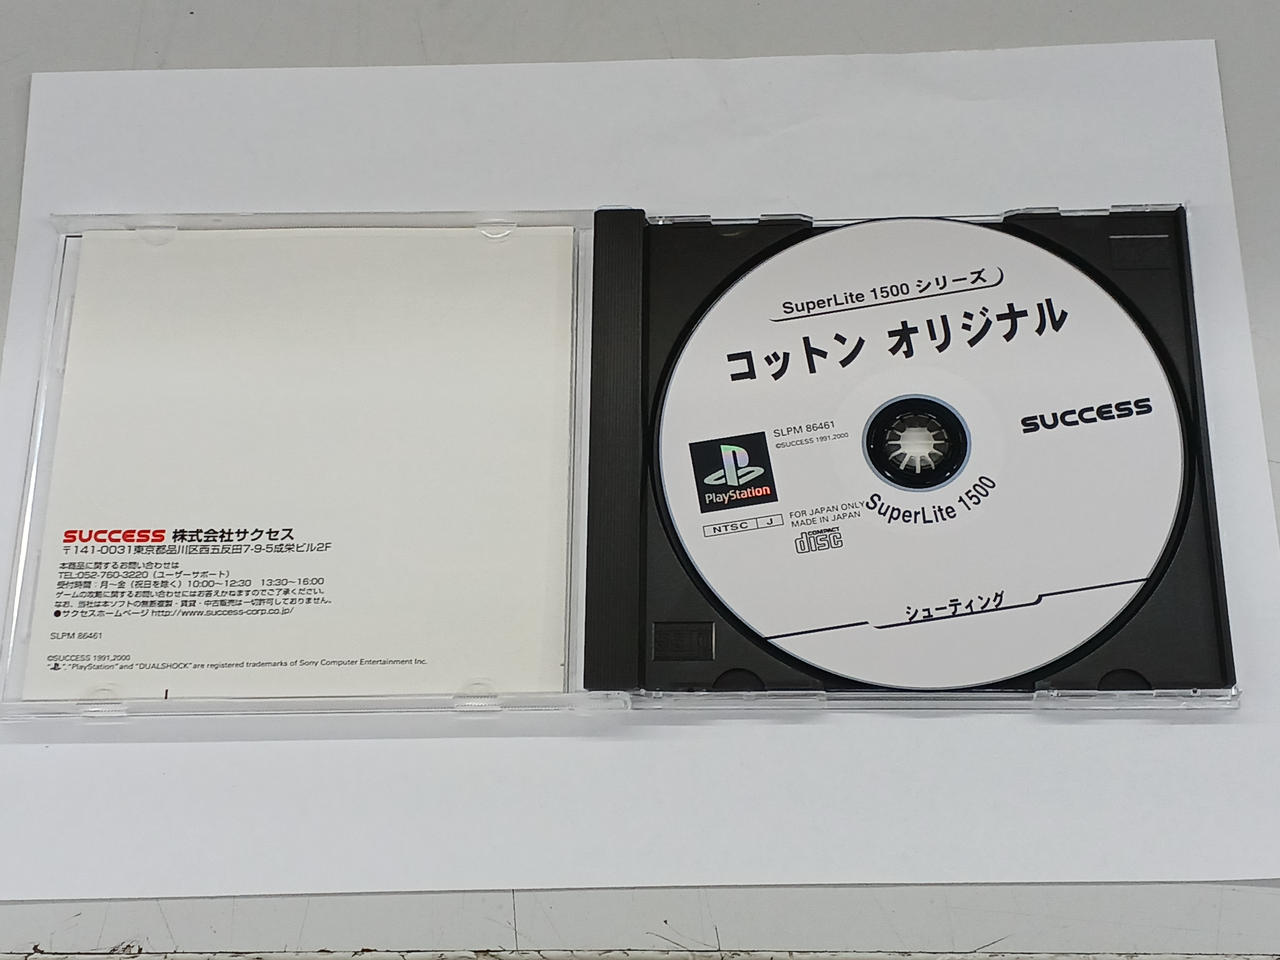 SUCCESS 株式会社サクセス
〒141-0031東京都品川区西五反田7-9-5成栄ビル2F
本商品に関するお問い合わせは
TEL:052-760-3220（ユーザーサポート）
受付時間：月～金（祝日を除く）10:00～12:30　13:30～16:00
ゲームの攻略に関するお問い合わせにはお答えかねますのでご了承ください。
なお、当社は本ソフトの無断複製・賃貸・中古販売は一切許可しておりません。
●サクセスホームページ http://www.success-corp.co.jp/
SLPM 86461
©SUCCESS 1991,2000
"", "PlayStation" and "DUALSHOCK" are registered trademarks of Sony Computer Entertainment Inc.
SuperLite 1500 シリーズ
コットン オリジナル
SUCCESS
SLPM 86461
©SUCCESS 1991,2000
PlayStation
NTSC J
FOR JAPAN ONLY
MADE IN JAPAN
COMPACT
disc
SuperLite 1500
シューティング